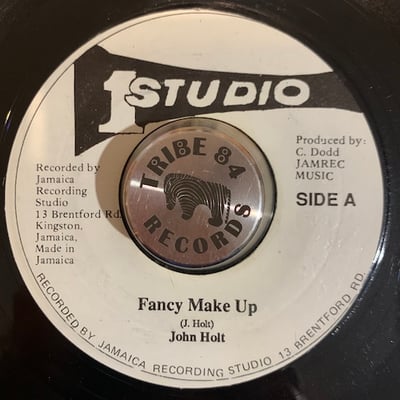 1 STUDIO
Recorded by
Jamaica
Recording
Studio
13 Brentford Rd.
Kingston,
Jamaica,
Made in
Jamaica
TRIBE 84
RECORDS
Produced by:
C. Dodd
JAMREC
MUSIC
SIDE A
Fancy Make Up
(J. Holt)
John Holt
RECORDED BY JAMAICA RECORDING STUDIO 13 BRENTFORD RD.